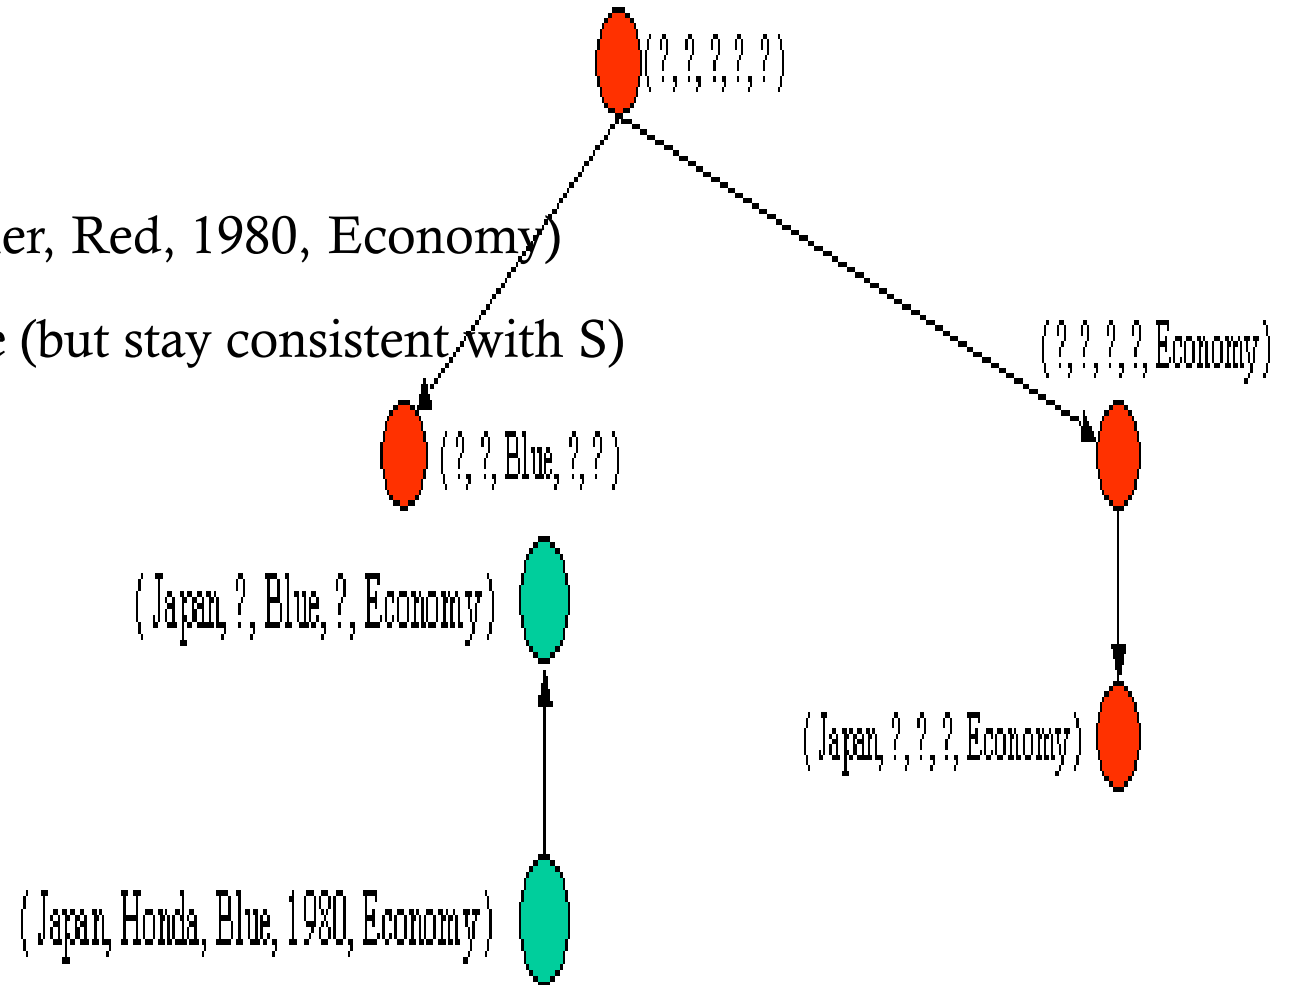 (?, ?, ?, ?, ?)
Red, 1980, Economy)
(but stay consistent with S)
(?, ?, ?, ?, Economy)
(?, ?, Blue, ?, ?)
(Japan, ?, Blue, ?, Economy)
(Japan, ?, ?, ?, Economy)
(Japan, Honda, Blue, 1980, Economy)